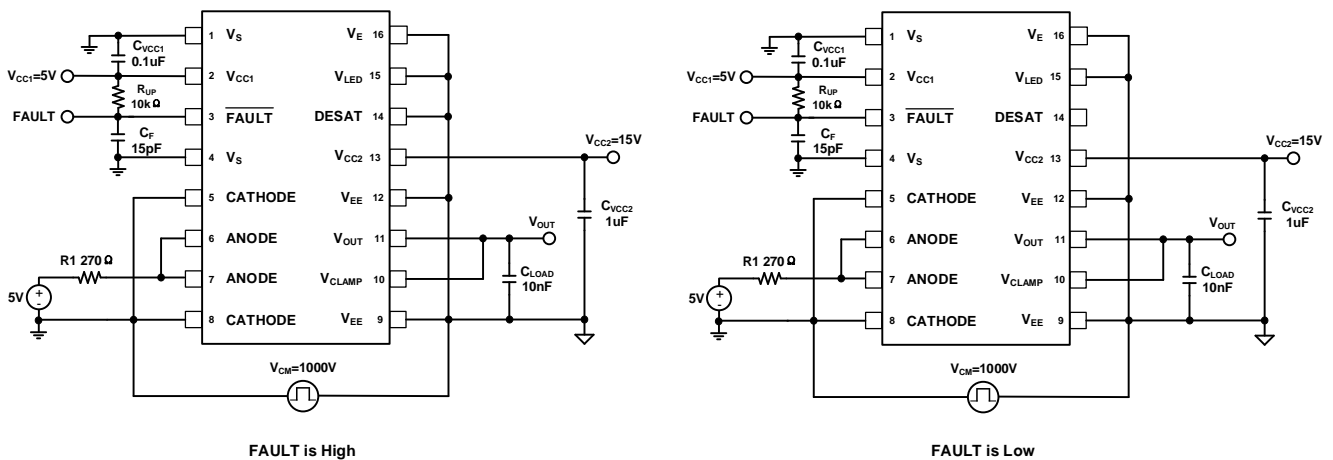 1 VS
VE 16
CVCC1
0.1uF
VCC1=5V
2 VCC1
VLED 15
RUP
10kΩ
FAULT
3 FAULT
DESAT 14
CF
15pF
4 VS
VCC2 13
VCC2=15V
5 CATHODE
VEE 12
CVCC2
1uF
6 ANODE
VOUT 11
VOUT
R1 270Ω
7 ANODE
VCLAMP 10
CLOAD
10nF
5V
+
-
8 CATHODE
VEE 9
VCM=1000V
FAULT is High
1 VS
VE 16
CVCC1
0.1uF
VCC1=5V
2 VCC1
VLED 15
RUP
10kΩ
FAULT
3 FAULT
DESAT 14
CF
15pF
4 VS
VCC2 13
VCC2=15V
5 CATHODE
VEE 12
CVCC2
1uF
6 ANODE
VOUT 11
VOUT
R1 270Ω
7 ANODE
VCLAMP 10
CLOAD
10nF
5V
+
-
8 CATHODE
VEE 9
VCM=1000V
FAULT is Low